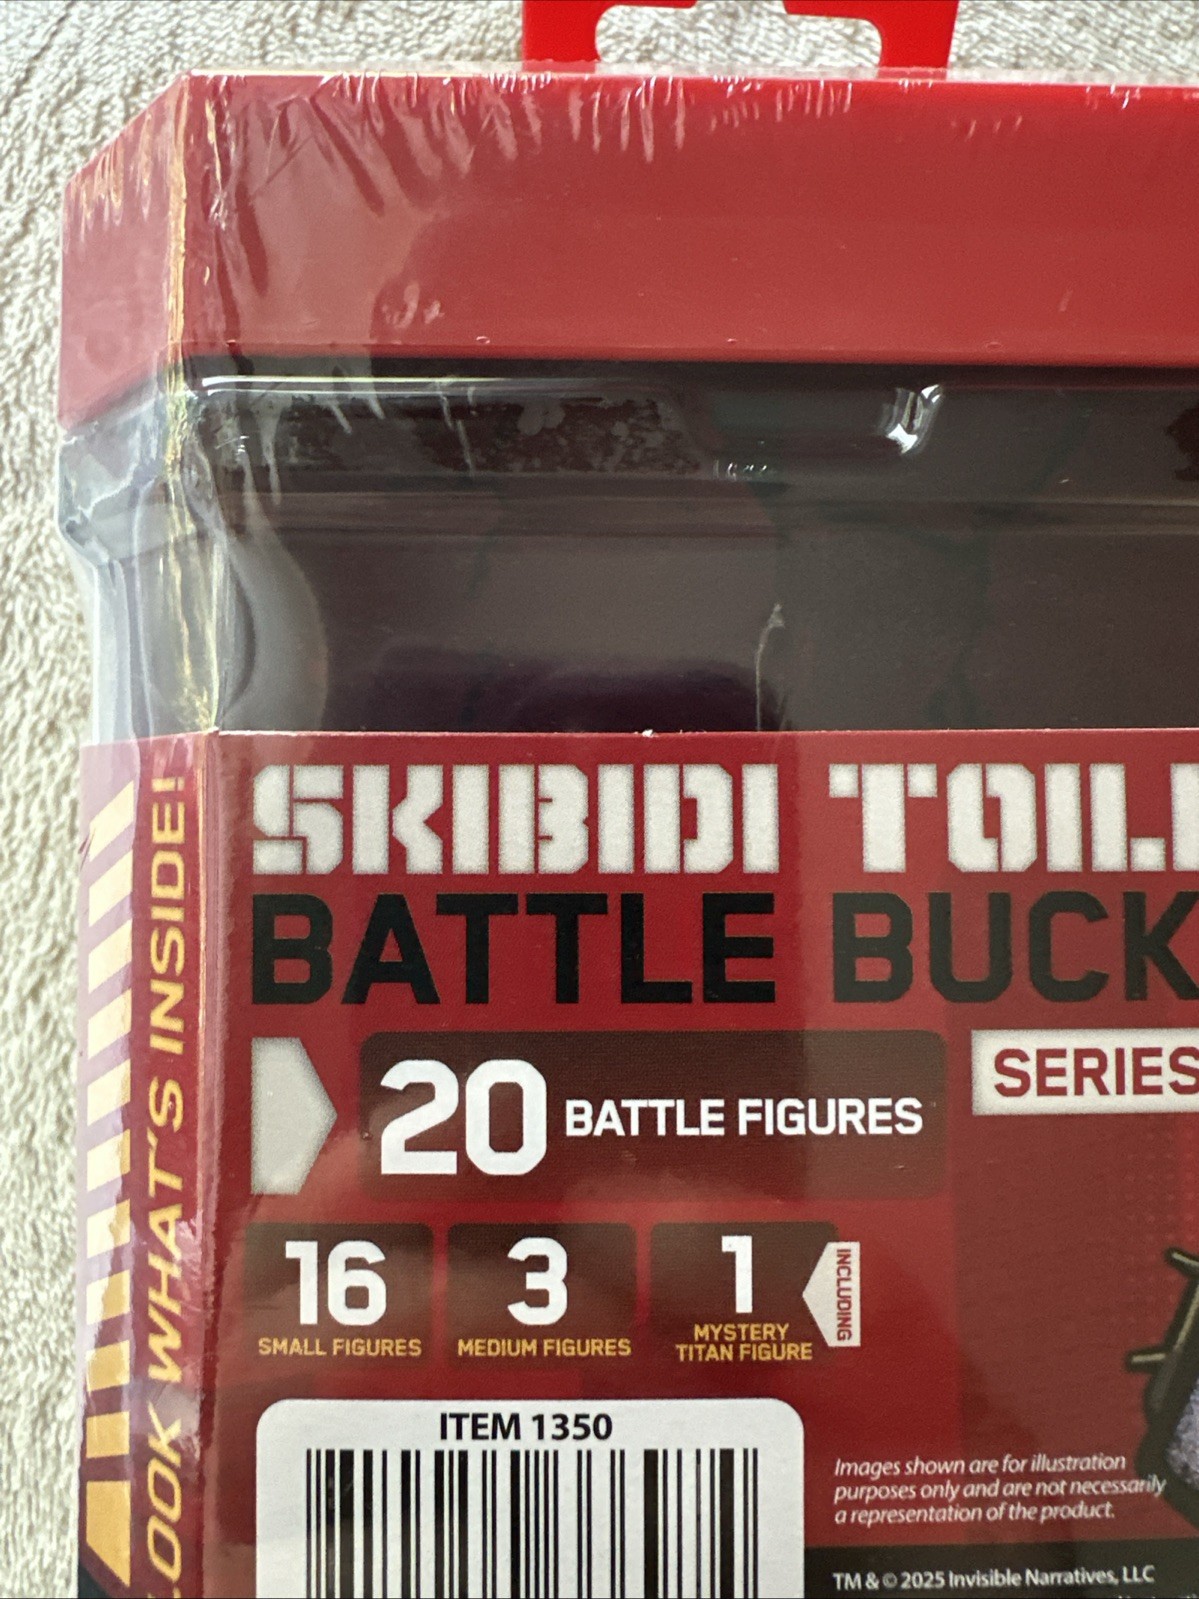 SKIBIDI TOIL
BATTLE BUCK
20 BATTLE FIGURES
SERIES
16
SMALL FIGURES
3
MEDIUM FIGURES
1
MYSTERY
TITAN FIGURE
INCLUDING
ITEM 1350
Images shown are for illustration
purposes only and are not necessarily
a representation of the product.
TM & © 2025 Invisible Narratives, LLC
LOOK WHAT'S INSIDE!